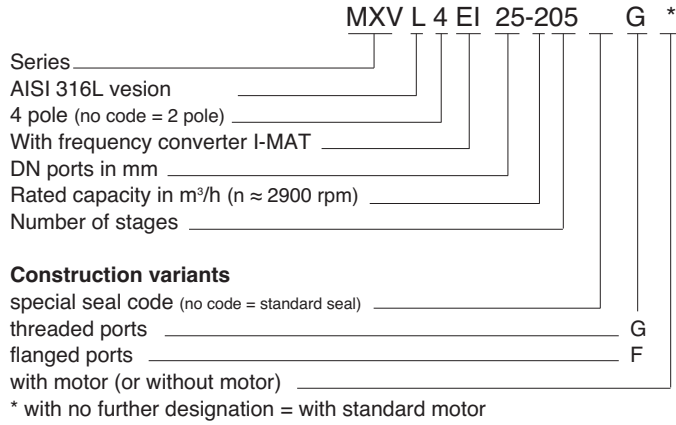 MXV L 4 EI 25-205 G *
Series
AISI 316L vesion
4 pole (no code = 2 pole)
With frequency converter I-MAT
DN ports in mm
Rated capacity in m³/h (n ≈ 2900 rpm)
Number of stages
Construction variants
special seal code (no code = standard seal)
threaded ports G
flanged ports F
with motor (or without motor)
* with no further designation = with standard motor